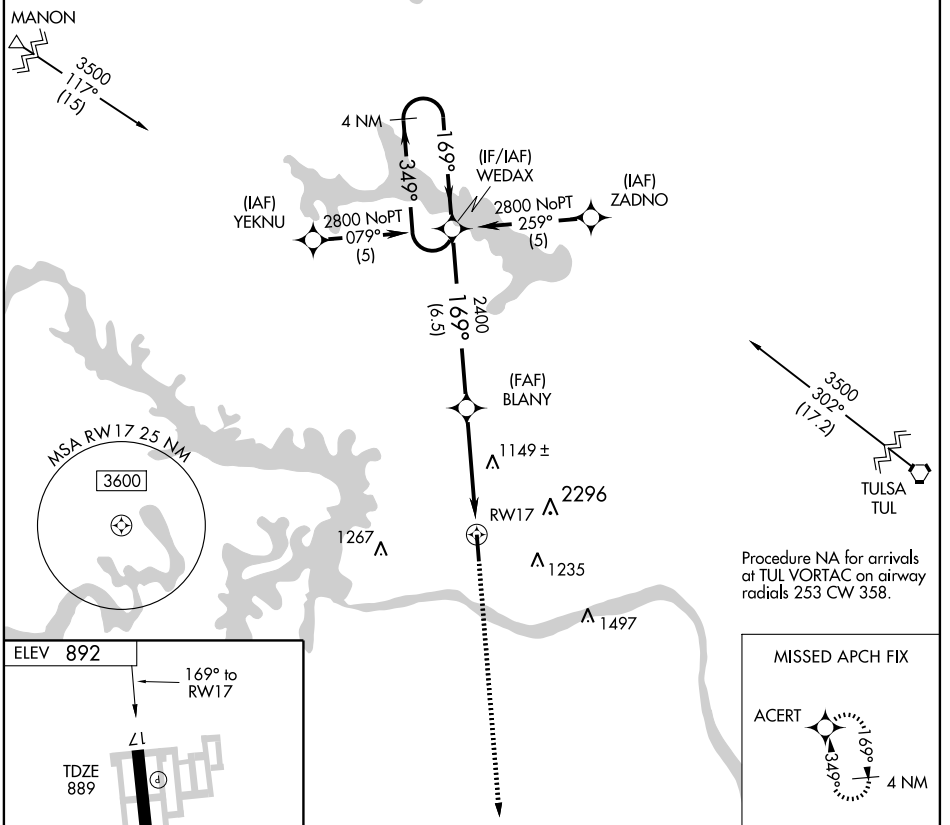 MANON
3500
117°
(15)
4 NM
169°
349°
(IF/IAF)
WEDAX
(IAF)
ZADNO
(IAF)
YEKNU
2800 NoPT
079°
(5)
2800 NoPT
259°
(5)
2400
169°
(6.5)
(FAF)
BLANY
3500
302°
(17.2)
TULSA
TUL
MSA RW17 25 NM
3600
1149 ±
2296
RW17
1267
1235
1497
Procedure NA for arrivals
at TUL VORTAC on airway
radials 253 CW 358.
ELEV 892
169° to
RW17
17
TDZE
889
P
MISSED APCH FIX
ACERT
169°
349°
4 NM